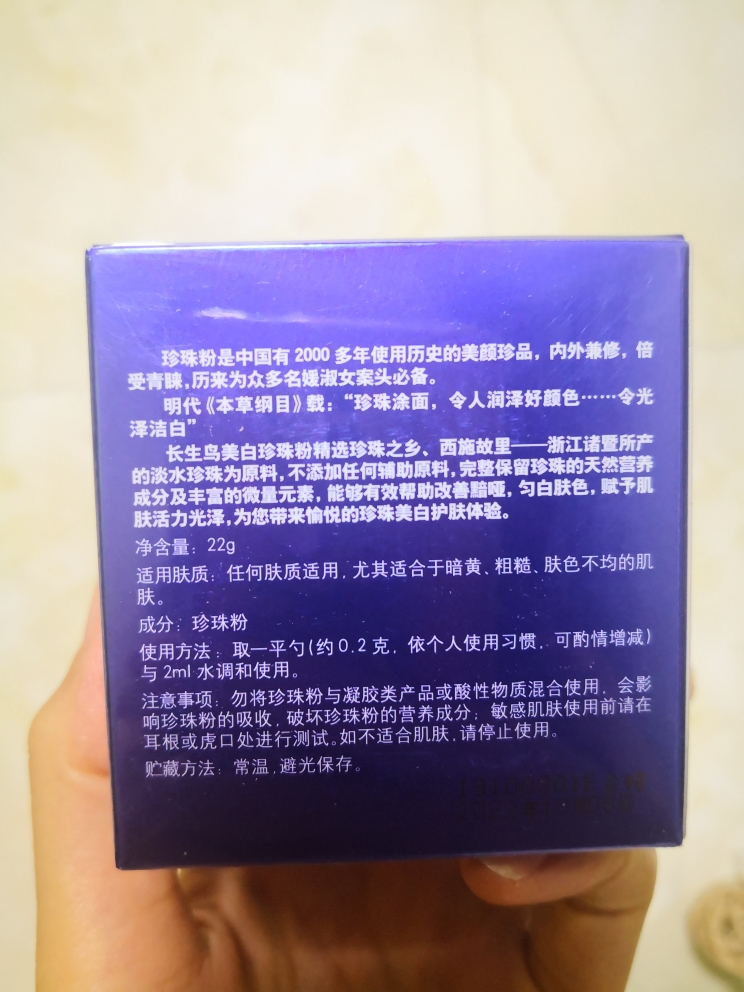 珍珠粉是中国有2000多年使用历史的美颜珍品，内外兼修，倍
受青睐，历来为众多名媛淑女案头必备。
明代《本草纲目》载：“珍珠涂面，令人润泽好颜色……令光
泽洁白”
长生鸟美白珍珠粉精选珍珠之乡、西施故里——浙江诸暨所产
的淡水珍珠为原料，不添加任何辅助原料，完整保留珍珠的天然营养
成分及丰富的微量元素，能够有效帮助改善黯哑，匀白肤色，赋予肌
肤活力光泽，为您带来愉悦的珍珠美白护肤体验。
净含量：22g
适用肤质：任何肤质适用，尤其适合于暗黄、粗糙、肤色不均的肌
肤。
成分：珍珠粉
使用方法：取一平勺(约0.2克，依个人使用习惯，可酌情增减)
与2ml水调和使用。
注意事项：勿将珍珠粉与凝胶类产品或酸性物质混合使用，会影
响珍珠粉的吸收，破坏珍珠粉的营养成分；敏感肌肤使用前请在
耳根或虎口处进行测试。如不适合肌肤，请停止使用。
贮藏方法：常温，避光保存。